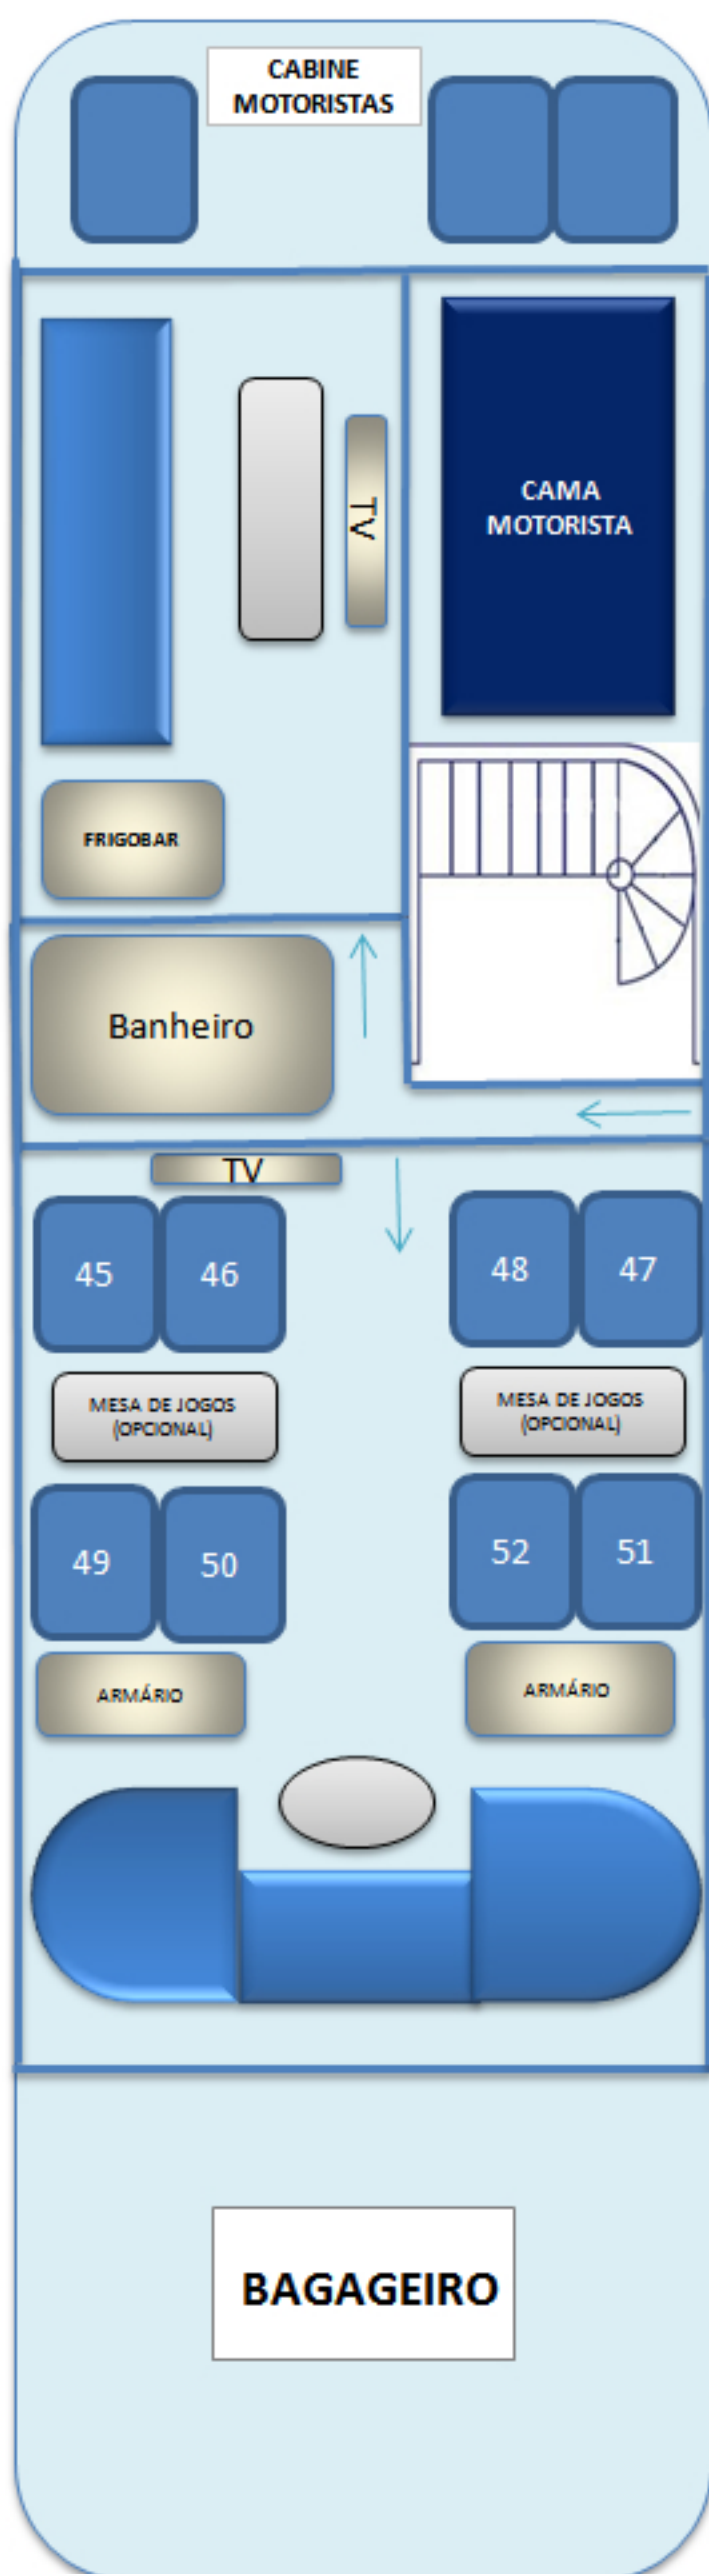 CABINE
MOTORISTAS
TV
CAMA
MOTORISTA
FRIGOBAR
Banheiro
TV
45
46
48
47
MESA DE JOGOS
(OPCIONAL)
MESA DE JOGOS
(OPCIONAL)
49
50
52
51
ARMÁRIO
ARMÁRIO
BAGAGEIRO